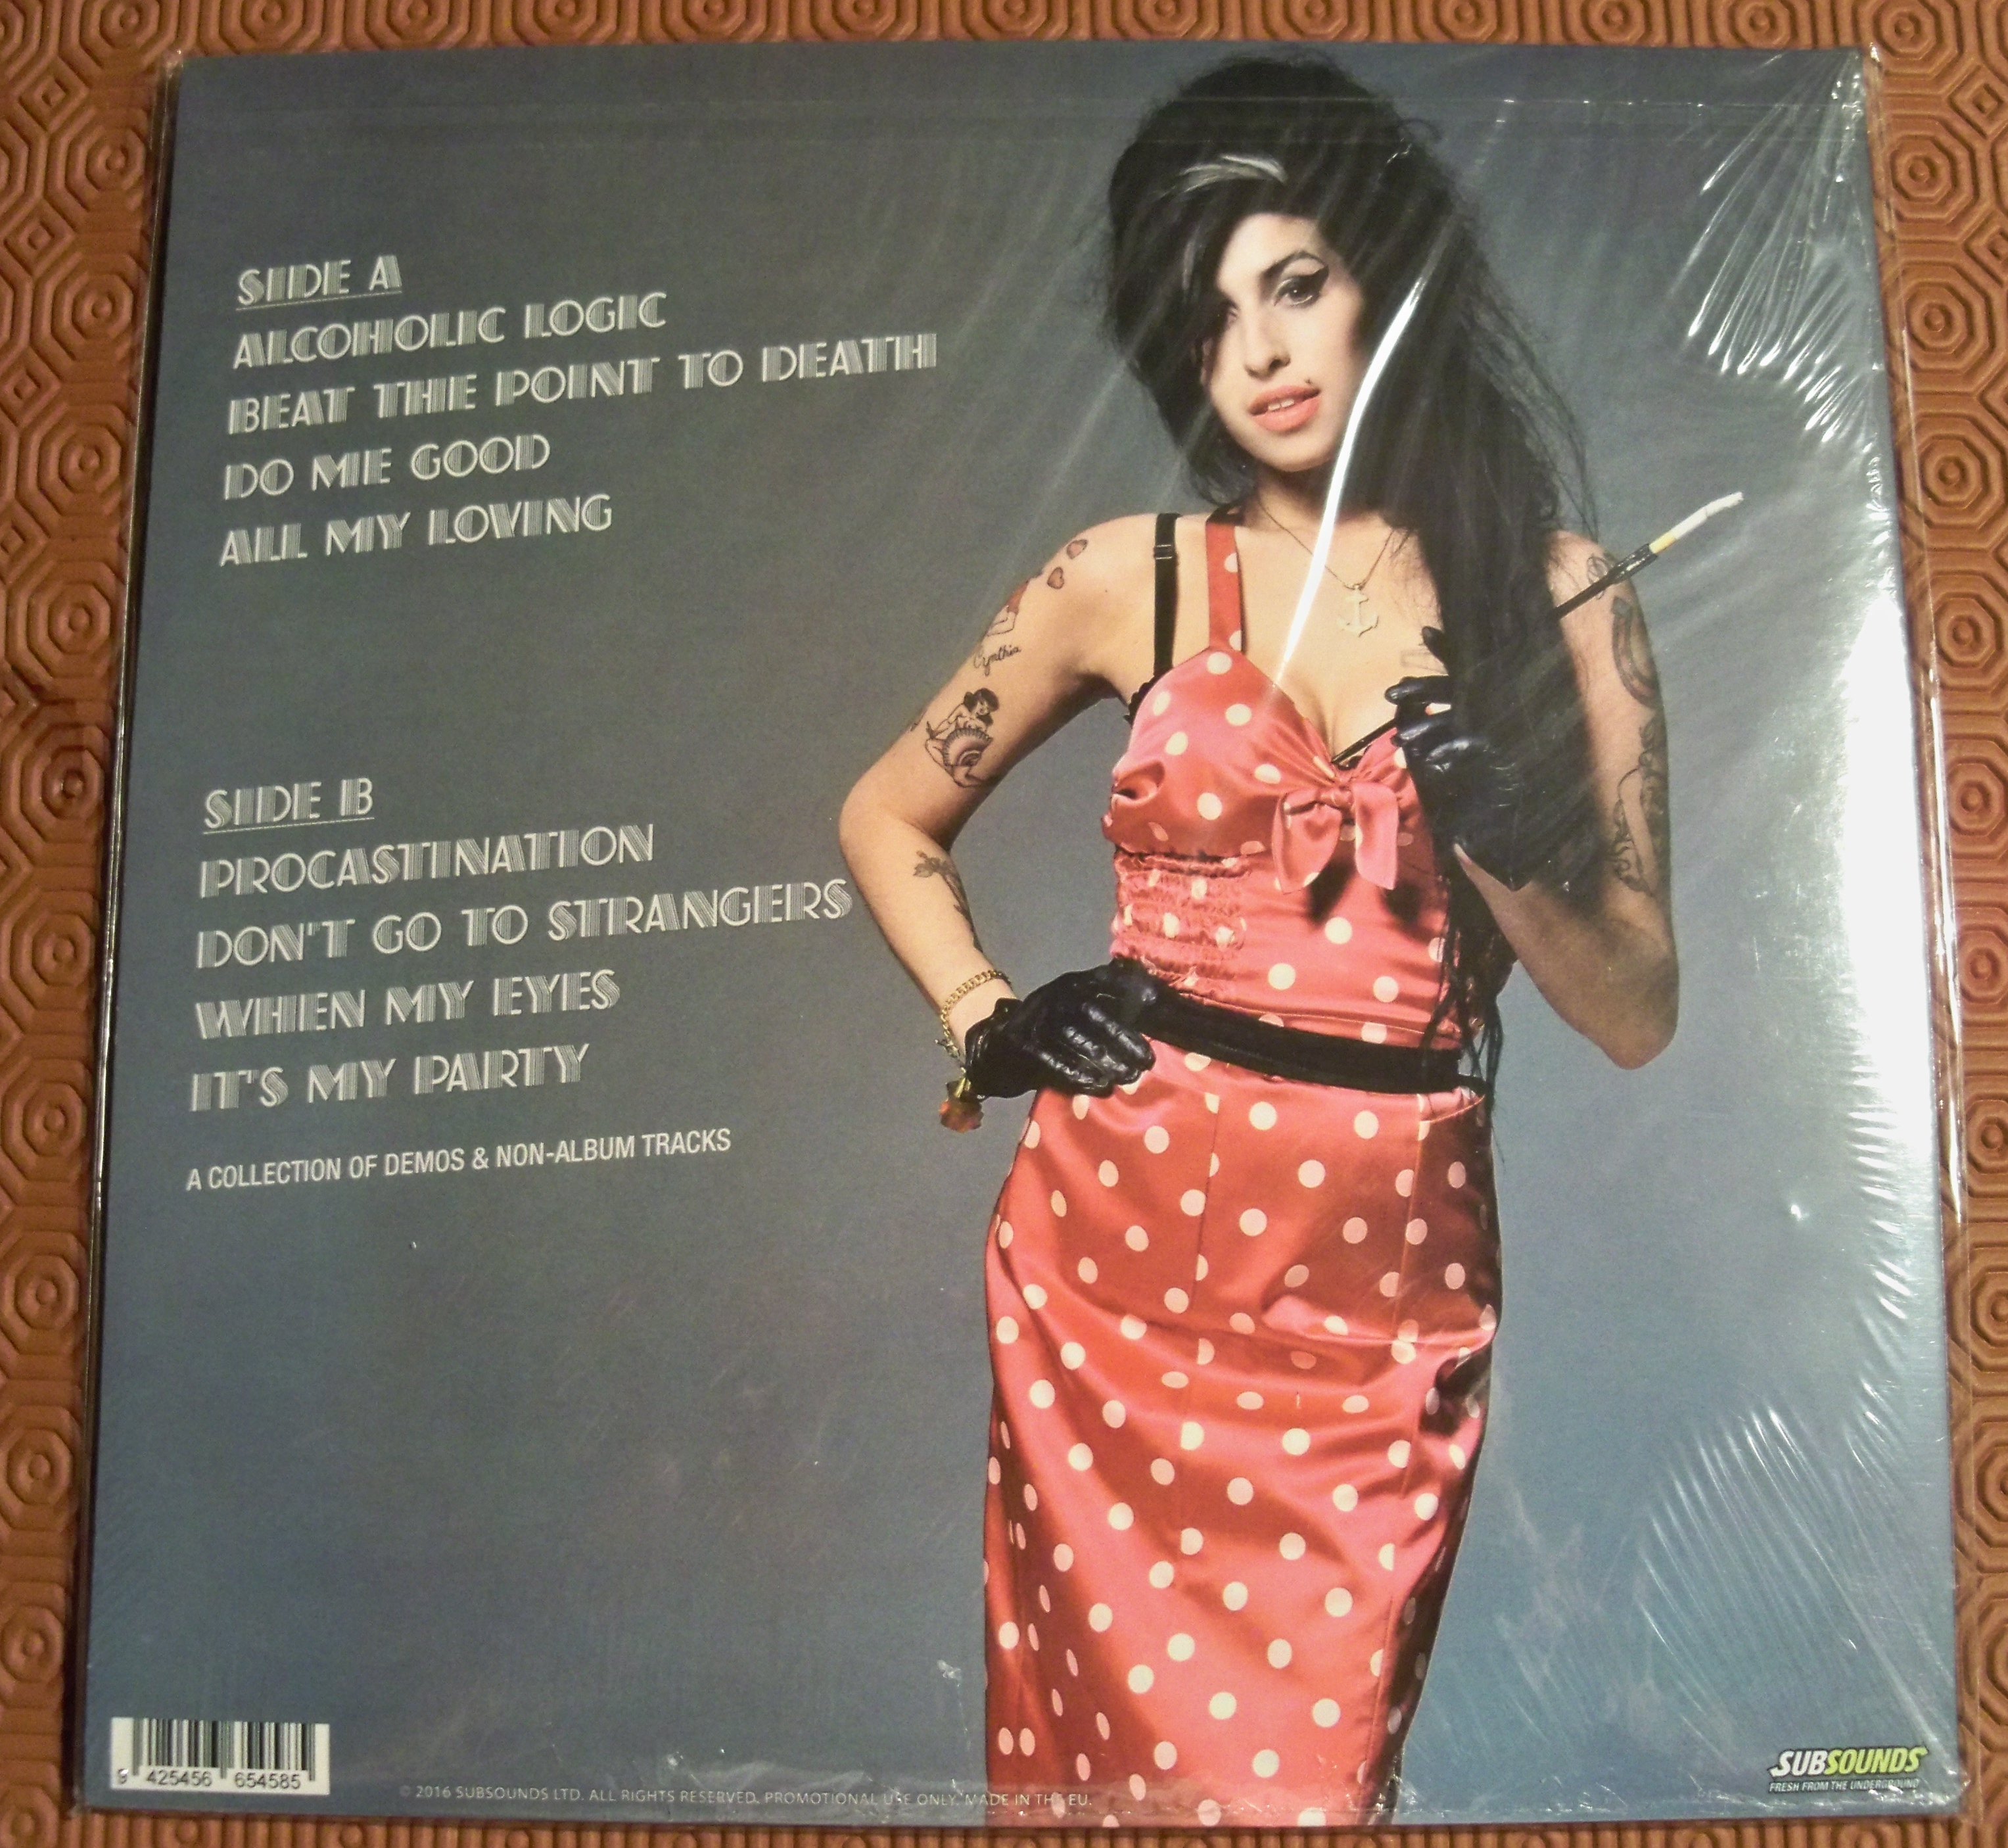 SIDE A
ALCOHOLIC LOGIC
BEAT THE POINT TO DEATH
DO ME GOOD
ALL MY LOVING
Cynthia
SIDE B
PROCASTINATION
DON'T GO TO STRANGERS
WHEN MY EYES
IT'S MY PARTY
A COLLECTION OF DEMOS & NON-ALBUM TRACKS
9 425456 654585
© 2016 SUBSOUNDS LTD. ALL RIGHTS RESERVED. PROMOTIONAL USE ONLY. MADE IN THE EU.
SUBSOUNDS
FRESH FROM THE UNDERGROUND